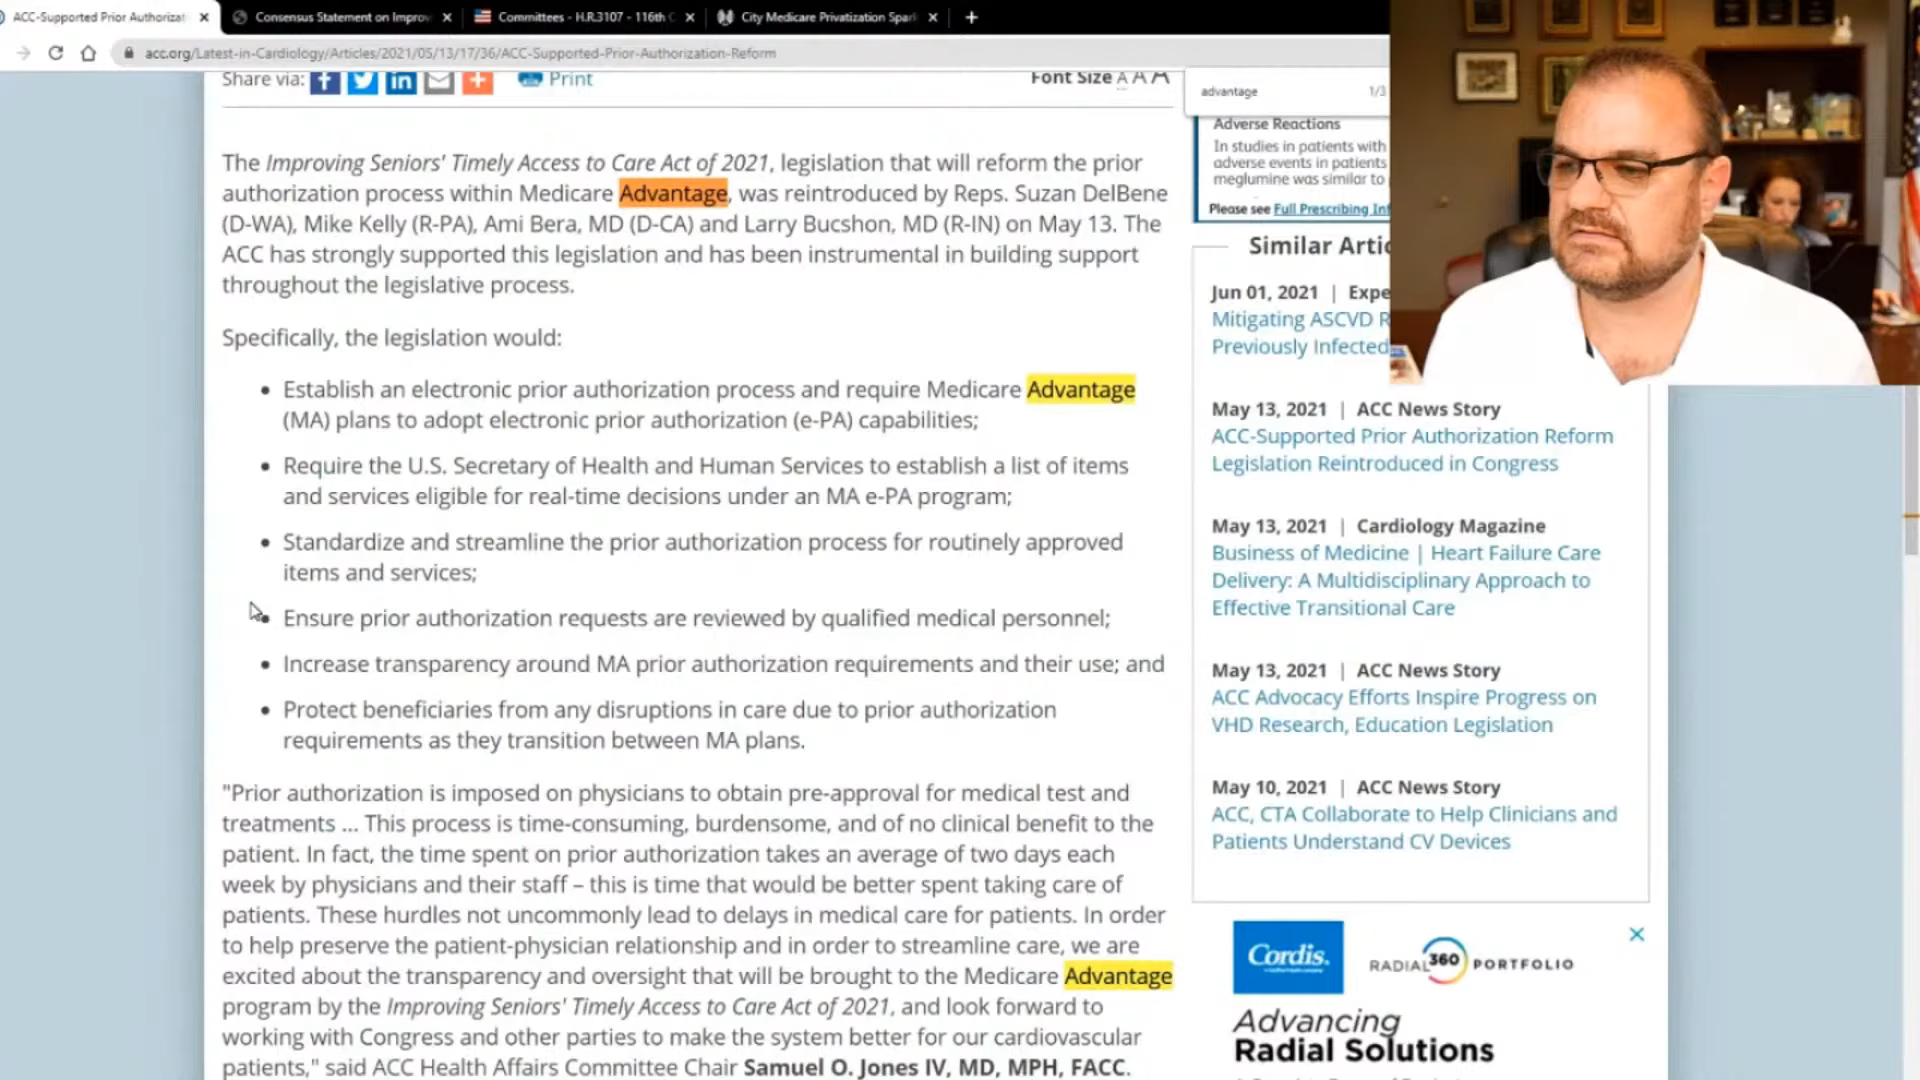 ACC-Supported Prior Authorizat
Consensus Statement on Improv
Committees - H.R.3107 - 116th C
City Medicare Privatization Spar
acc.org/Latest-in-Cardiology/Articles/2021/05/13/17/36/ACC-Supported-Prior-Authorization-Reform
Share via:
Print
Font Size A A A
advantage 1/3
The Improving Seniors' Timely Access to Care Act of 2021, legislation that will reform the prior
authorization process within Medicare Advantage, was reintroduced by Reps. Suzan DelBene
(D-WA), Mike Kelly (R-PA), Ami Bera, MD (D-CA) and Larry Bucshon, MD (R-IN) on May 13. The
ACC has strongly supported this legislation and has been instrumental in building support
throughout the legislative process.
Specifically, the legislation would:
• Establish an electronic prior authorization process and require Medicare Advantage
(MA) plans to adopt electronic prior authorization (e-PA) capabilities;
• Require the U.S. Secretary of Health and Human Services to establish a list of items
and services eligible for real-time decisions under an MA e-PA program;
• Standardize and streamline the prior authorization process for routinely approved
items and services;
• Ensure prior authorization requests are reviewed by qualified medical personnel;
• Increase transparency around MA prior authorization requirements and their use; and
• Protect beneficiaries from any disruptions in care due to prior authorization
requirements as they transition between MA plans.
"Prior authorization is imposed on physicians to obtain pre-approval for medical test and
treatments ... This process is time-consuming, burdensome, and of no clinical benefit to the
patient. In fact, the time spent on prior authorization takes an average of two days each
week by physicians and their staff – this is time that would be better spent taking care of
patients. These hurdles not uncommonly lead to delays in medical care for patients. In order
to help preserve the patient-physician relationship and in order to streamline care, we are
excited about the transparency and oversight that will be brought to the Medicare Advantage
program by the Improving Seniors' Timely Access to Care Act of 2021, and look forward to
working with Congress and other parties to make the system better for our cardiovascular
patients," said ACC Health Affairs Committee Chair Samuel O. Jones IV, MD, MPH, FACC.
Adverse Reactions
In studies in patients with
adverse events in patients
meglumine was similar to
Please see Full Prescribing Inf
Similar Artic
Jun 01, 2021 | Expe
Mitigating ASCVD R
Previously Infected
May 13, 2021 | ACC News Story
ACC-Supported Prior Authorization Reform
Legislation Reintroduced in Congress
May 13, 2021 | Cardiology Magazine
Business of Medicine | Heart Failure Care
Delivery: A Multidisciplinary Approach to
Effective Transitional Care
May 13, 2021 | ACC News Story
ACC Advocacy Efforts Inspire Progress on
VHD Research, Education Legislation
May 10, 2021 | ACC News Story
ACC, CTA Collaborate to Help Clinicians and
Patients Understand CV Devices
Cordis.
RADIAL 360 PORTFOLIO
Advancing
Radial Solutions